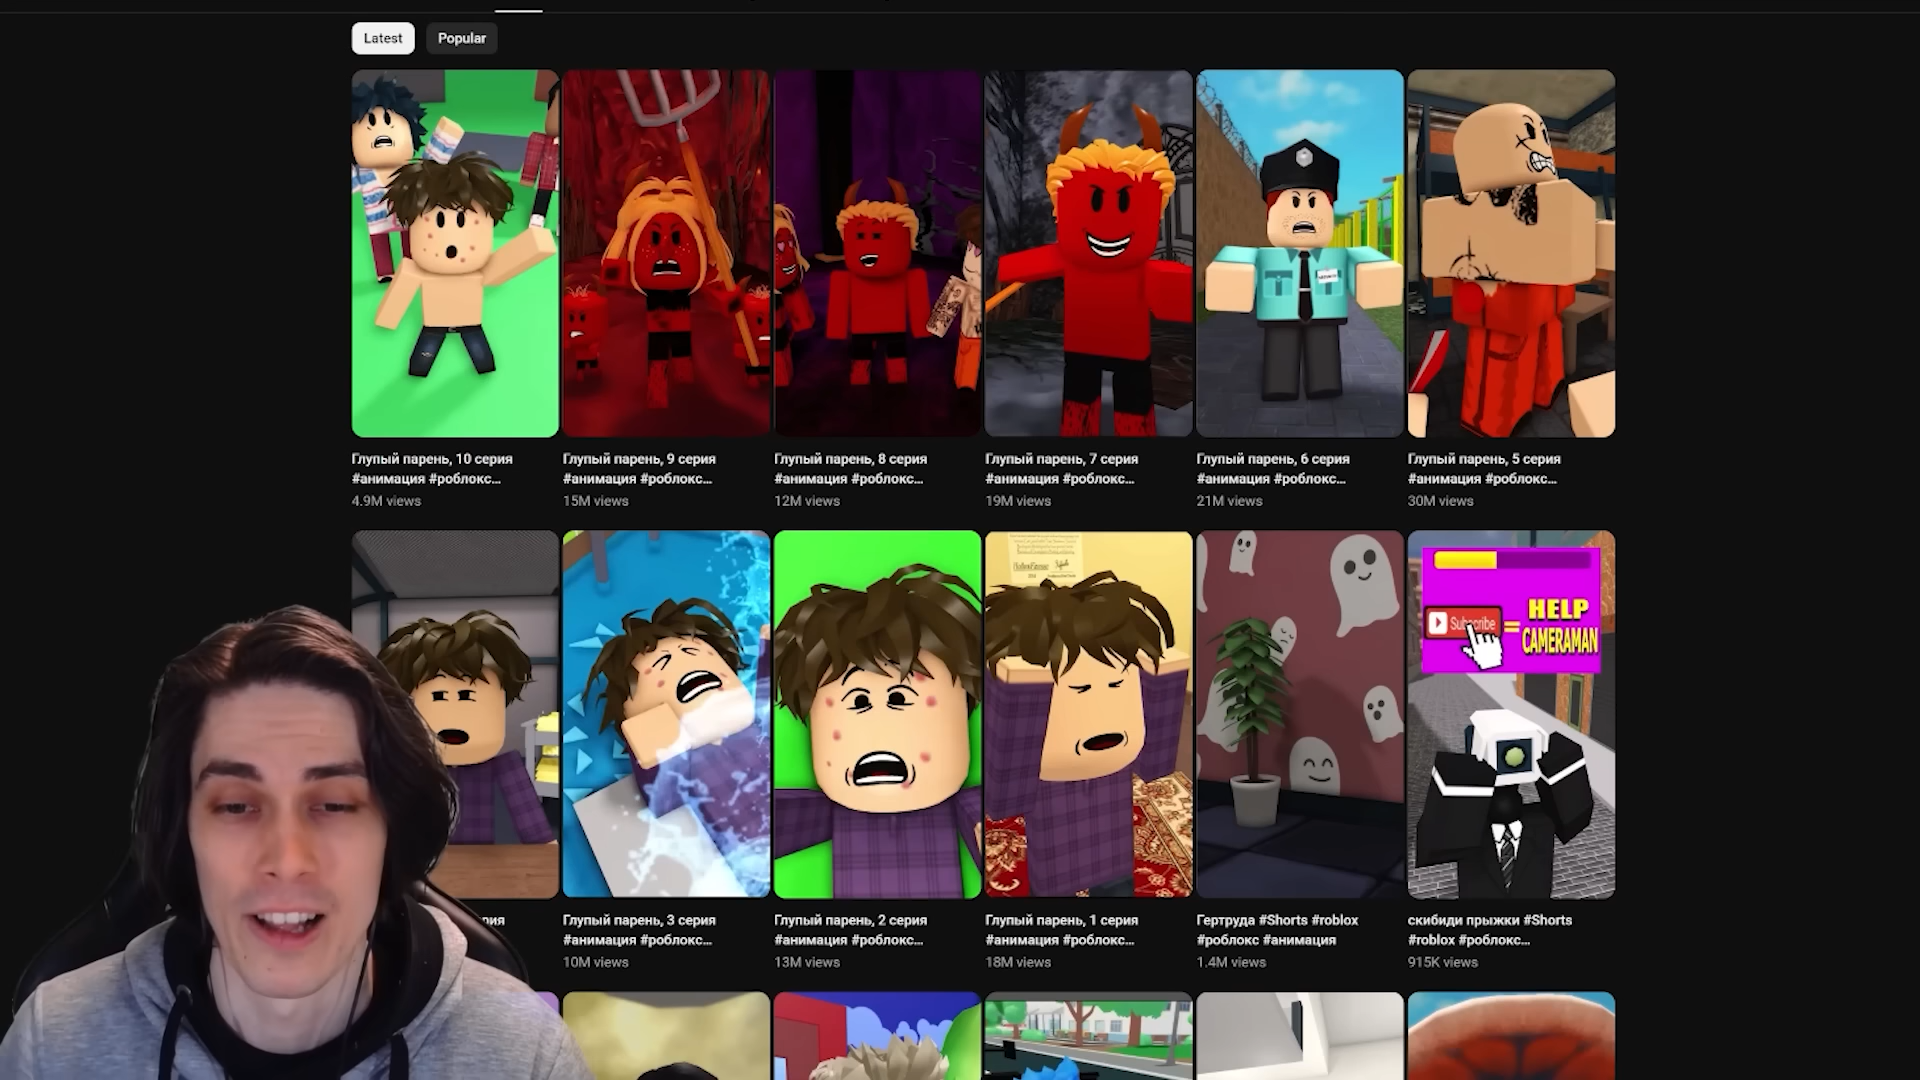 Latest
Popular
Глупый парень, 10 серия
#анимация #роблокс...
4.9M views
Глупый парень, 9 серия
#анимация #роблокс...
15M views
Глупый парень, 8 серия
#анимация #роблокс...
12M views
Глупый парень, 7 серия
#анимация #роблокс...
19M views
Глупый парень, 6 серия
#анимация #роблокс...
21M views
Глупый парень, 5 серия
#анимация #роблокс...
30M views
Subscribe
=
HELP
CAMERAMAN
Глупый парень, 3 серия
#анимация #роблокс...
10M views
Глупый парень, 2 серия
#анимация #роблокс...
13M views
Глупый парень, 1 серия
#анимация #роблокс...
18M views
Гертруда #Shorts #roblox
#роблокс #анимация
1.4M views
скибиди прыжки #Shorts
#roblox #роблокс...
915K views